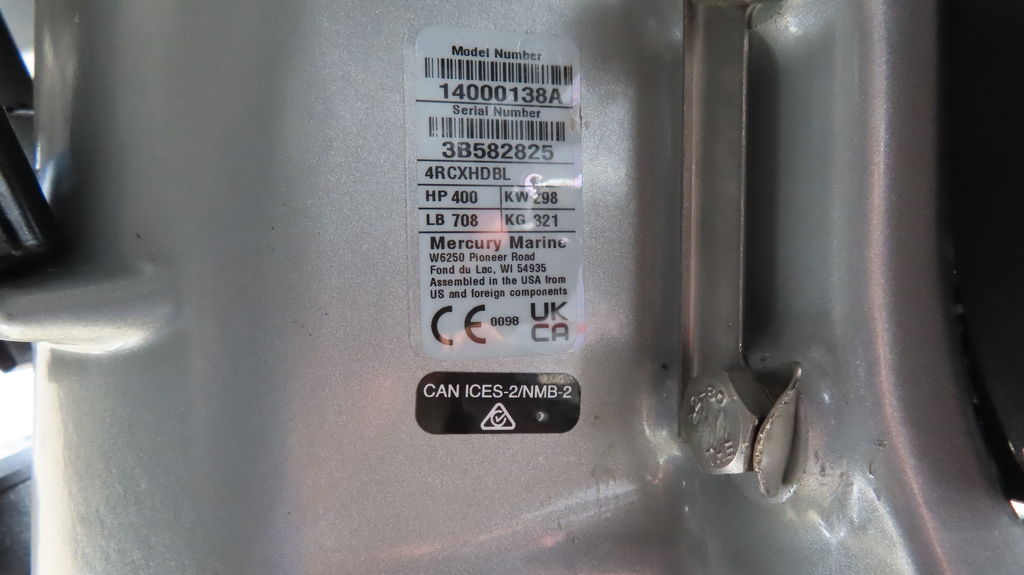 Model Number
14000138A
Serial Number
3B582825
4RCXHDBL
HP 400 KW 298
LB 708 KG 321
Mercury Marine
W6250 Pioneer Road
Fond du Lac, WI 54935
Assembled in the USA from
US and foreign components
CE 0098 UK
CA
CAN ICES-2/NMB-2